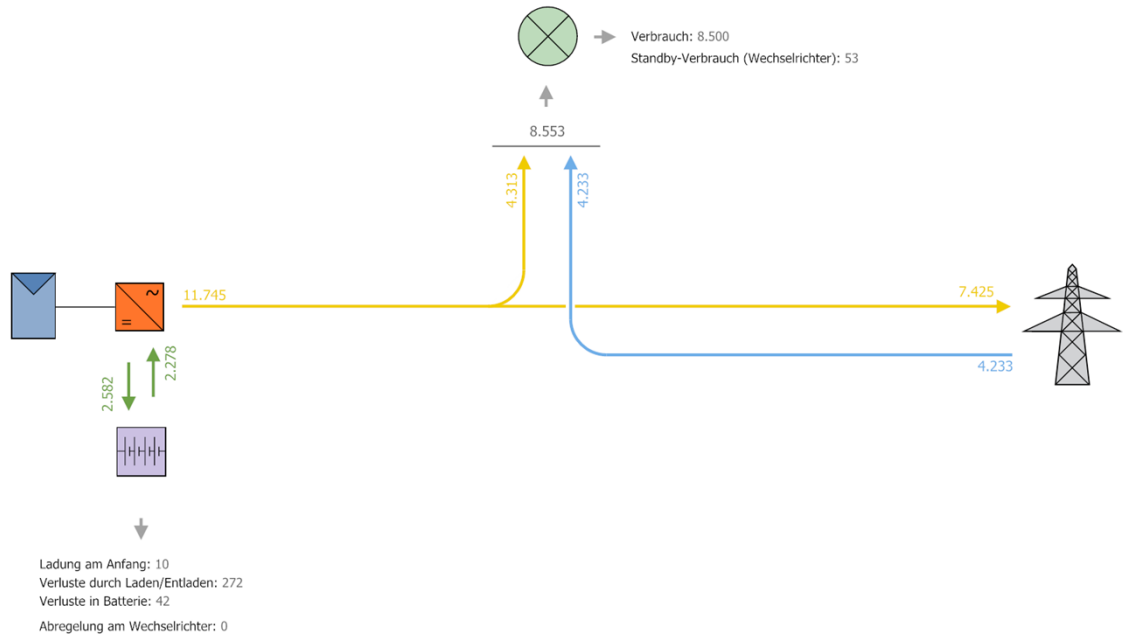 Verbrauch: 8.500
Standby-Verbrauch (Wechselrichter): 53
8.553
4.313
4.233
11.745
7.425
4.233
2.582
2.278
Ladung am Anfang: 10
Verluste durch Laden/Entladen: 272
Verluste in Batterie: 42
Abregelung am Wechselrichter: 0